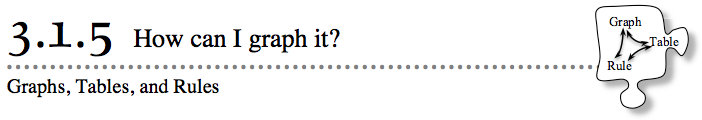 3.1.5 How can I graph it?
Graph
Table
Rule
Graphs, Tables, and Rules